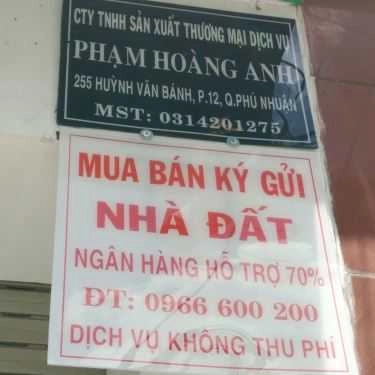 CTY TNHH SẢN XUẤT THƯƠNG MẠI DỊCH VỤ
PHẠM HOÀNG ANH
255 HUỲNH VĂN BÁNH, P.12, Q.PHÚ NHUẬN
MST: 0314201275
MUA BÁN KÝ GỬI
NHÀ ĐẤT
NGÂN HÀNG HỖ TRỢ 70%
ĐT: 0966 600 200
DỊCH VỤ KHÔNG THU PHÍ